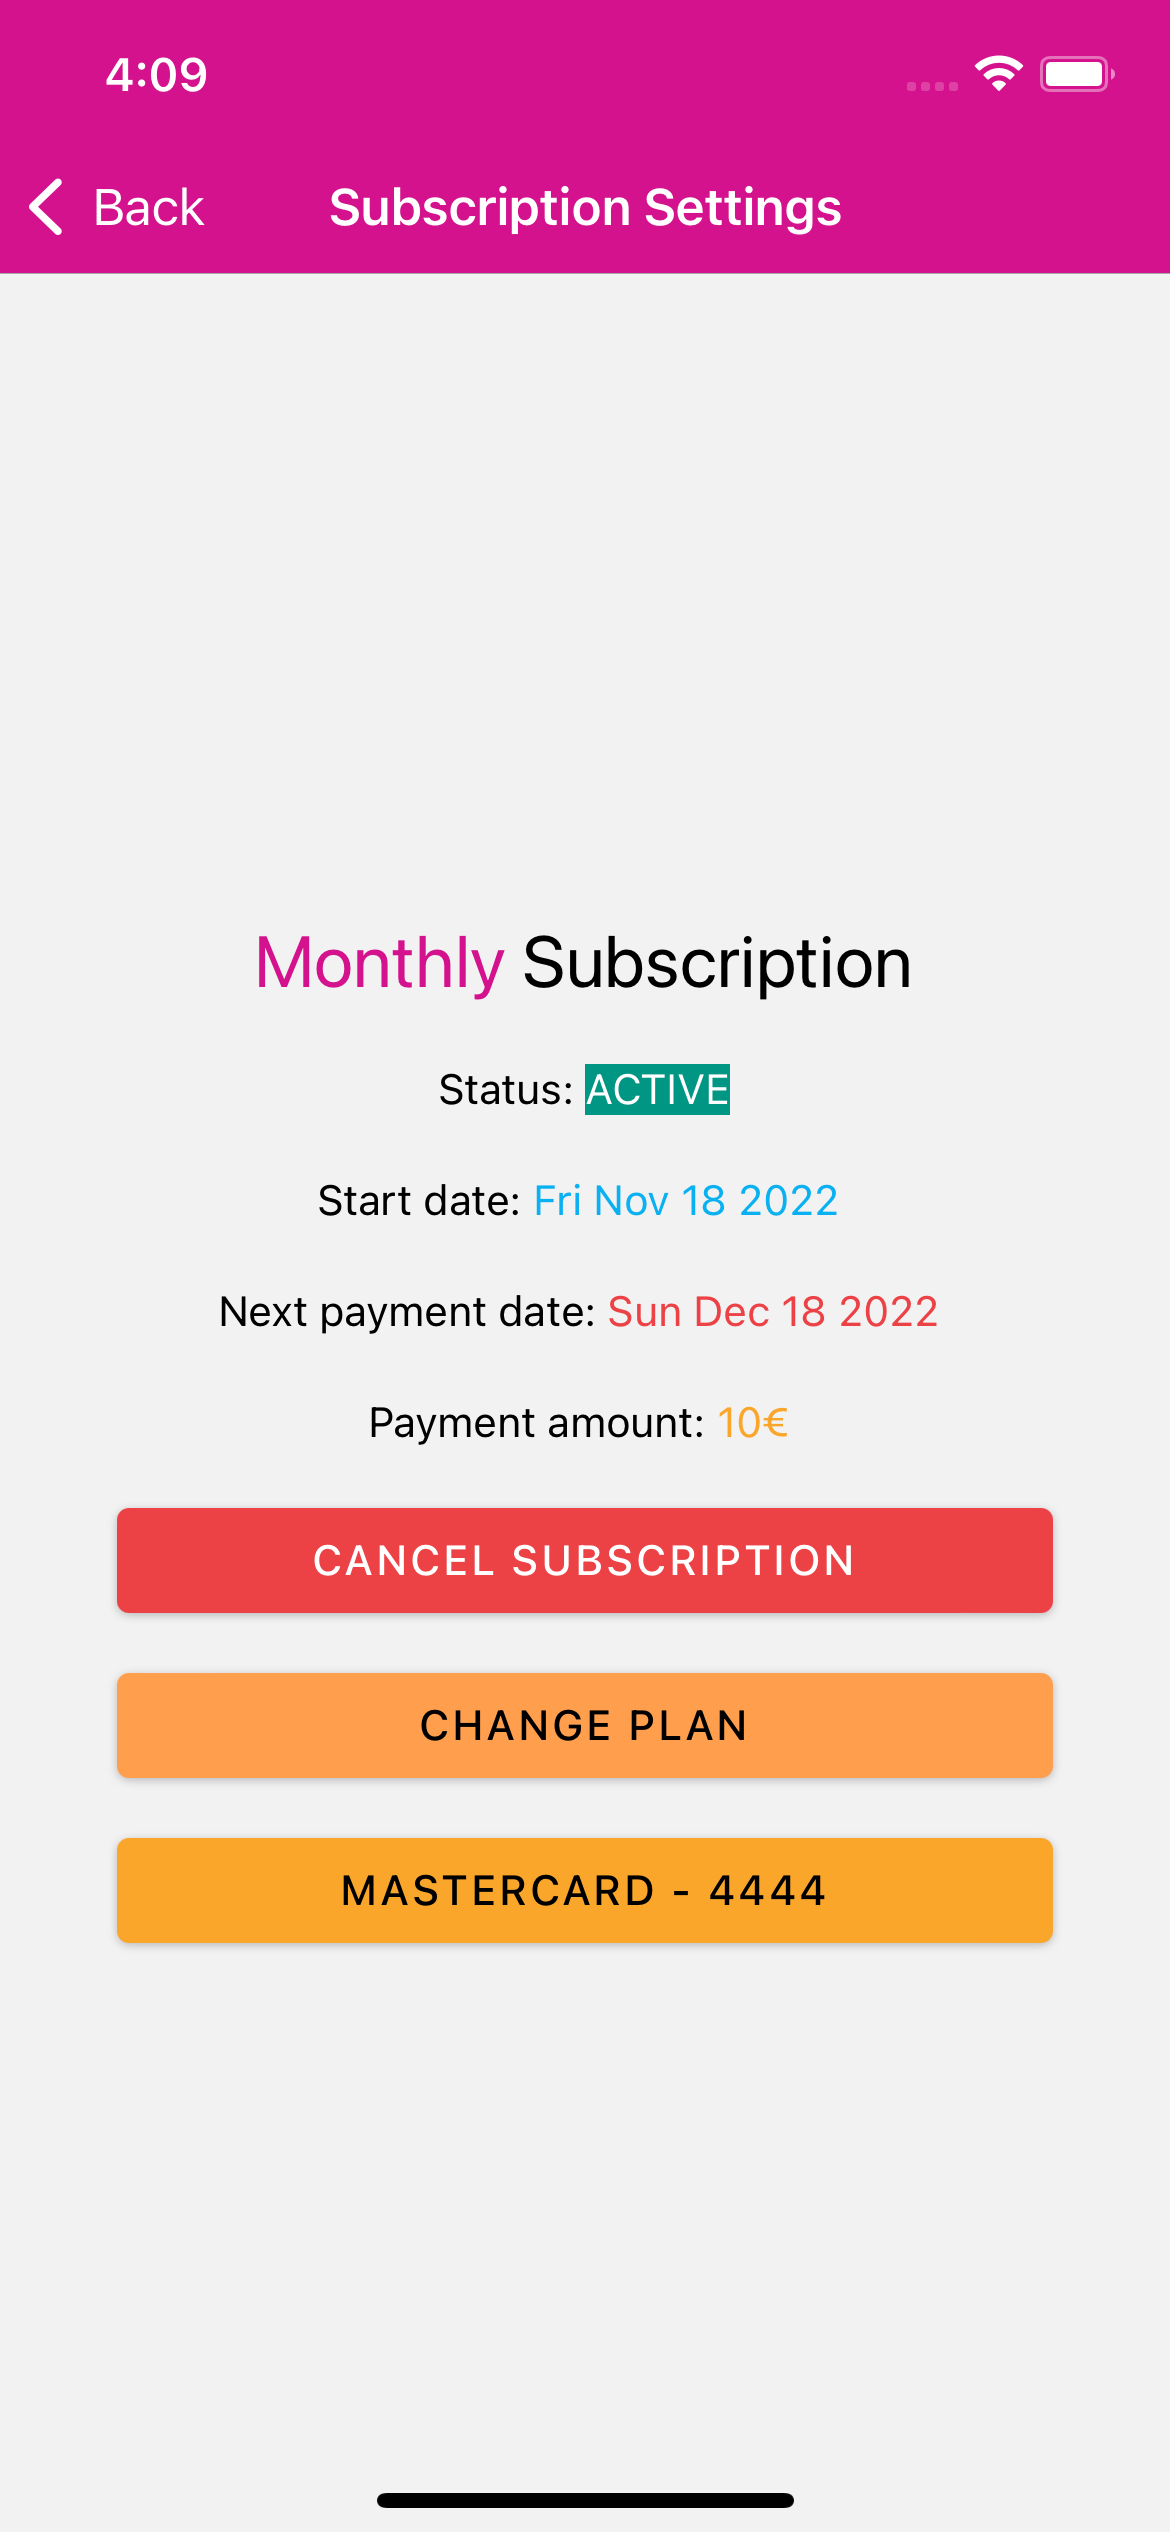 4:09
Back
Subscription Settings
Monthly Subscription
Status: ACTIVE
Start date: Fri Nov 18 2022
Next payment date: Sun Dec 18 2022
Payment amount: 10€
CANCEL SUBSCRIPTION
CHANGE PLAN
MASTERCARD - 4444